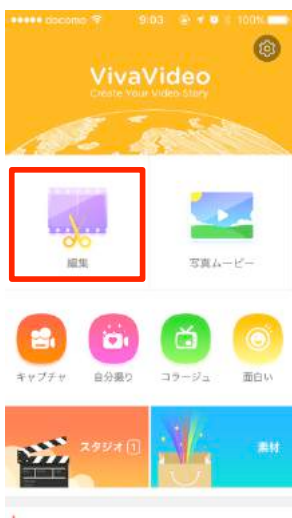 docomo 9:03 100%
VivaVideo
Create Your Video Story
編集 写真ムービー
キャプチャ 自分撮り コラージュ 面白い
スタジオ 1 素材